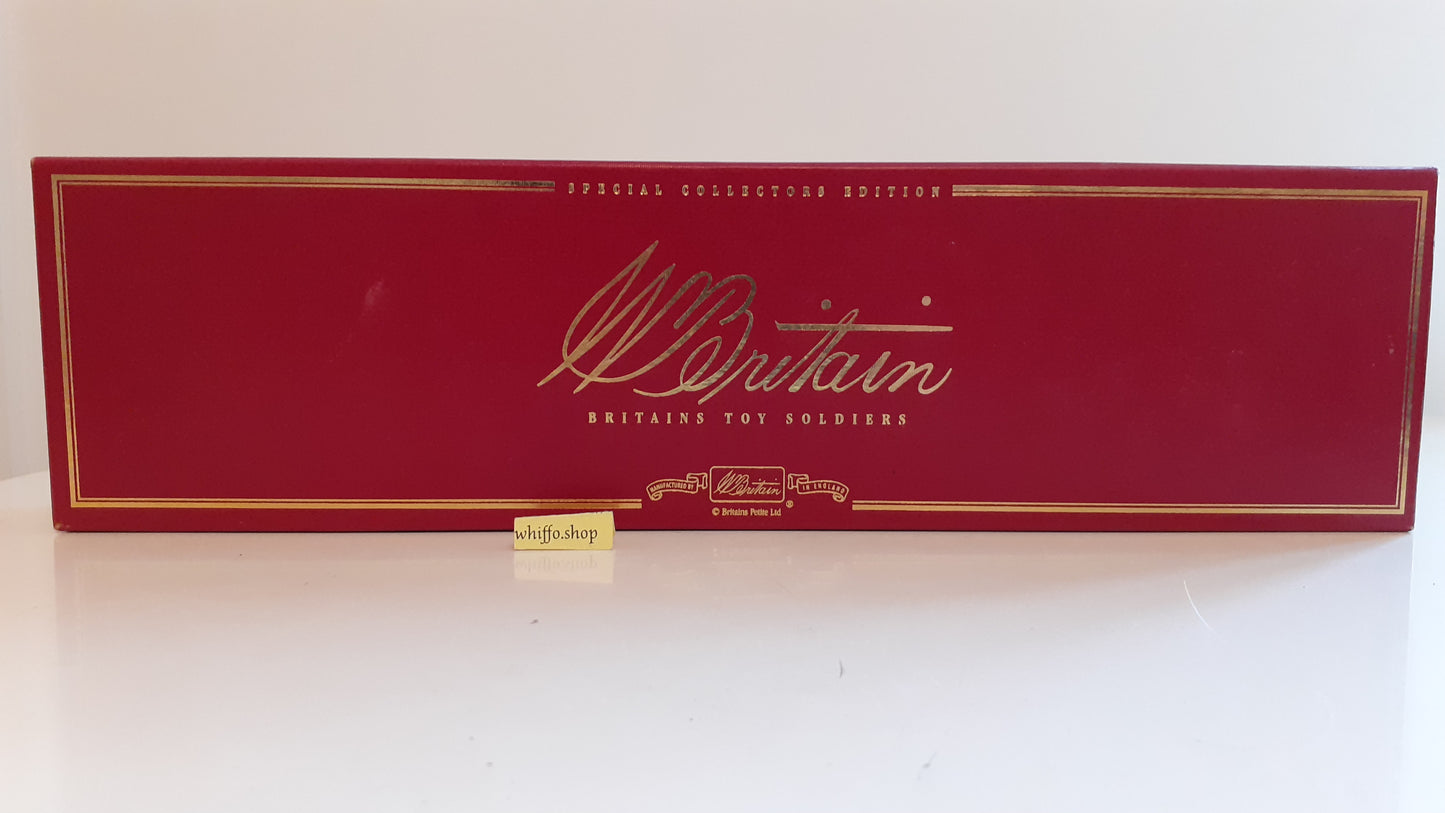 SPECIAL COLLECTORS EDITION
W Britain
BRITAINS TOY SOLDIERS
MANUFACTURED BY
W Britain
IN ENGLAND
®
© Britains Petite Ltd
whiffo.shop